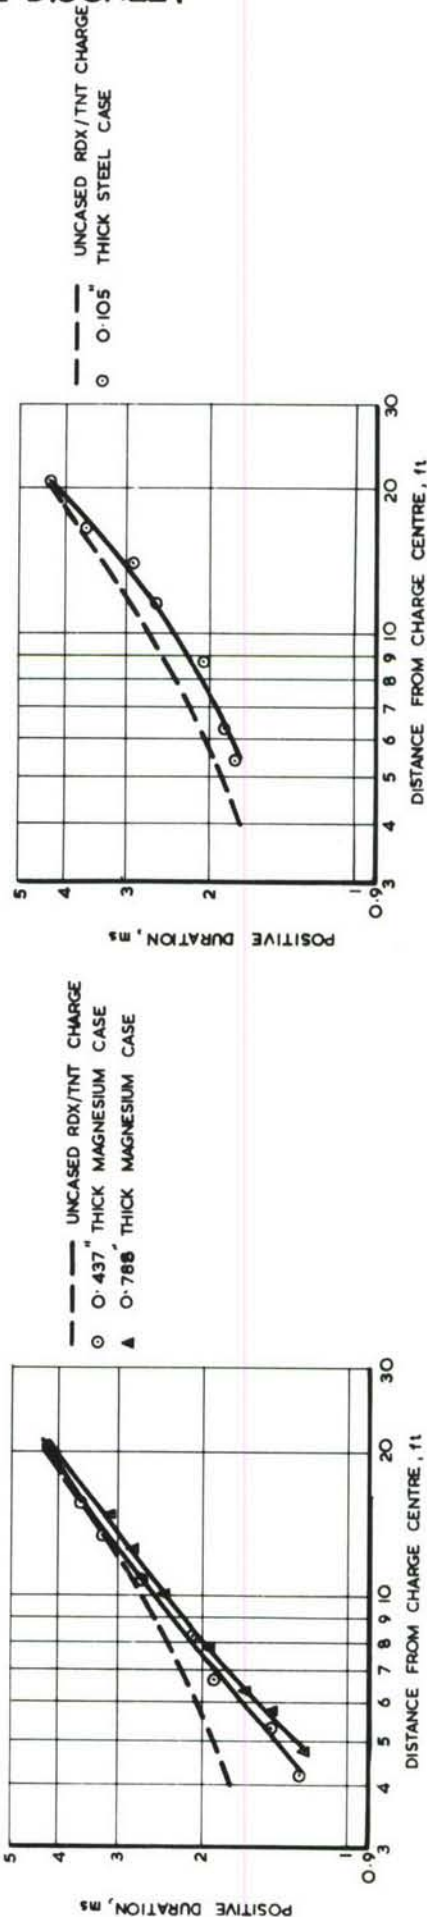 UNCASED RDX/TNT CHARGE
0·437" THICK MAGNESIUM CASE
0·788" THICK MAGNESIUM CASE
POSITIVE DURATION, ms
5
4
3
2
1
0·9
3 4 5 6 7 8 9 10 20 30
DISTANCE FROM CHARGE CENTRE, ft
UNCASED RDX/TNT CHARGE
0·105" THICK STEEL CASE
POSITIVE DURATION, ms
5
4
3
2
1
0·9
3 4 5 6 7 8 9 10 20 30
DISTANCE FROM CHARGE CENTRE, ft